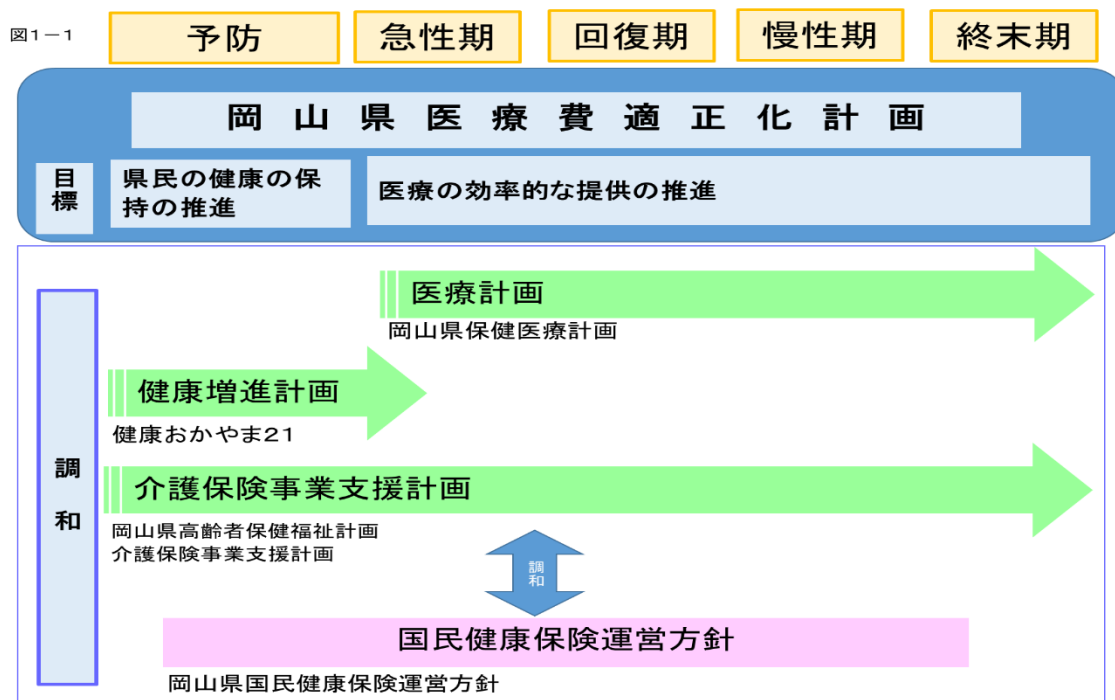 図1－1
予防
急性期
回復期
慢性期
終末期
岡山県医療費適正化計画
目標
県民の健康の保
持の推進
医療の効率的な提供の推進
調和
医療計画
岡山県保健医療計画
健康増進計画
健康おかやま21
介護保険事業支援計画
岡山県高齢者保健福祉計画
介護保険事業支援計画
調和
国民健康保険運営方針
岡山県国民健康保険運営方針